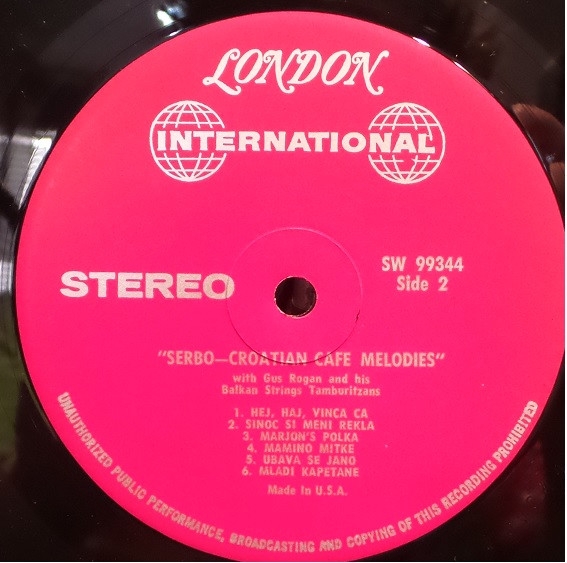 LONDON
INTERNATIONAL
STEREO
SW 99344
Side 2
"SERBO—CROATIAN CAFE MELODIES"
with Gus Rogan and his
Balkan Strings Tamburitzans
1. HEJ, HAJ, VINCA CA
2. SINOC SI MENI REKLA
3. MARJON'S POLKA
4. MAMINO MITKE
5. UBAVA SE JANO
6. MLADI KAPETANE
Made In U.S.A.
UNAUTHORIZED PUBLIC PERFORMANCE, BROADCASTING AND COPYING OF THIS RECORDING PROHIBITED